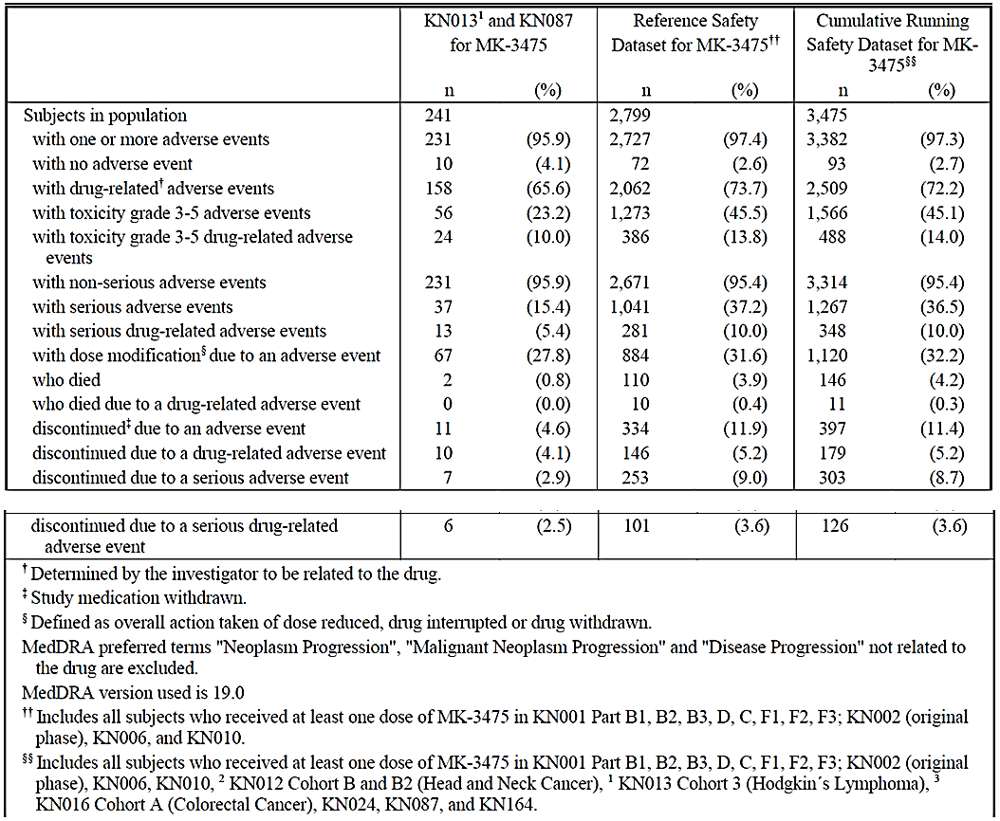 KN013¹ and KN087 for MK-3475 Reference Safety Dataset for MK-3475†† Cumulative Running Safety Dataset for MK-3475§§
n (%) n (%) n (%)
Subjects in population 241 2,799 3,475
with one or more adverse events 231 (95.9) 2,727 (97.4) 3,382 (97.3)
with no adverse event 10 (4.1) 72 (2.6) 93 (2.7)
with drug-related† adverse events 158 (65.6) 2,062 (73.7) 2,509 (72.2)
with toxicity grade 3-5 adverse events 56 (23.2) 1,273 (45.5) 1,566 (45.1)
with toxicity grade 3-5 drug-related adverse events 24 (10.0) 386 (13.8) 488 (14.0)
with non-serious adverse events 231 (95.9) 2,671 (95.4) 3,314 (95.4)
with serious adverse events 37 (15.4) 1,041 (37.2) 1,267 (36.5)
with serious drug-related adverse events 13 (5.4) 281 (10.0) 348 (10.0)
with dose modification§ due to an adverse event 67 (27.8) 884 (31.6) 1,120 (32.2)
who died 2 (0.8) 110 (3.9) 146 (4.2)
who died due to a drug-related adverse event 0 (0.0) 10 (0.4) 11 (0.3)
discontinued‡ due to an adverse event 11 (4.6) 334 (11.9) 397 (11.4)
discontinued due to a drug-related adverse event 10 (4.1) 146 (5.2) 179 (5.2)
discontinued due to a serious adverse event 7 (2.9) 253 (9.0) 303 (8.7)
discontinued due to a serious drug-related adverse event 6 (2.5) 101 (3.6) 126 (3.6)
† Determined by the investigator to be related to the drug.
‡ Study medication withdrawn.
§ Defined as overall action taken of dose reduced, drug interrupted or drug withdrawn.
MedDRA preferred terms "Neoplasm Progression", "Malignant Neoplasm Progression" and "Disease Progression" not related to
the drug are excluded.
MedDRA version used is 19.0
†† Includes all subjects who received at least one dose of MK-3475 in KN001 Part B1, B2, B3, D, C, F1, F2, F3; KN002 (original
phase), KN006, and KN010.
§§ Includes all subjects who received at least one dose of MK-3475 in KN001 Part B1, B2, B3, D, C, F1, F2, F3; KN002 (original
phase), KN006, KN010, ² KN012 Cohort B and B2 (Head and Neck Cancer), ¹ KN013 Cohort 3 (Hodgkin´s Lymphoma), ³
KN016 Cohort A (Colorectal Cancer), KN024, KN087, and KN164.